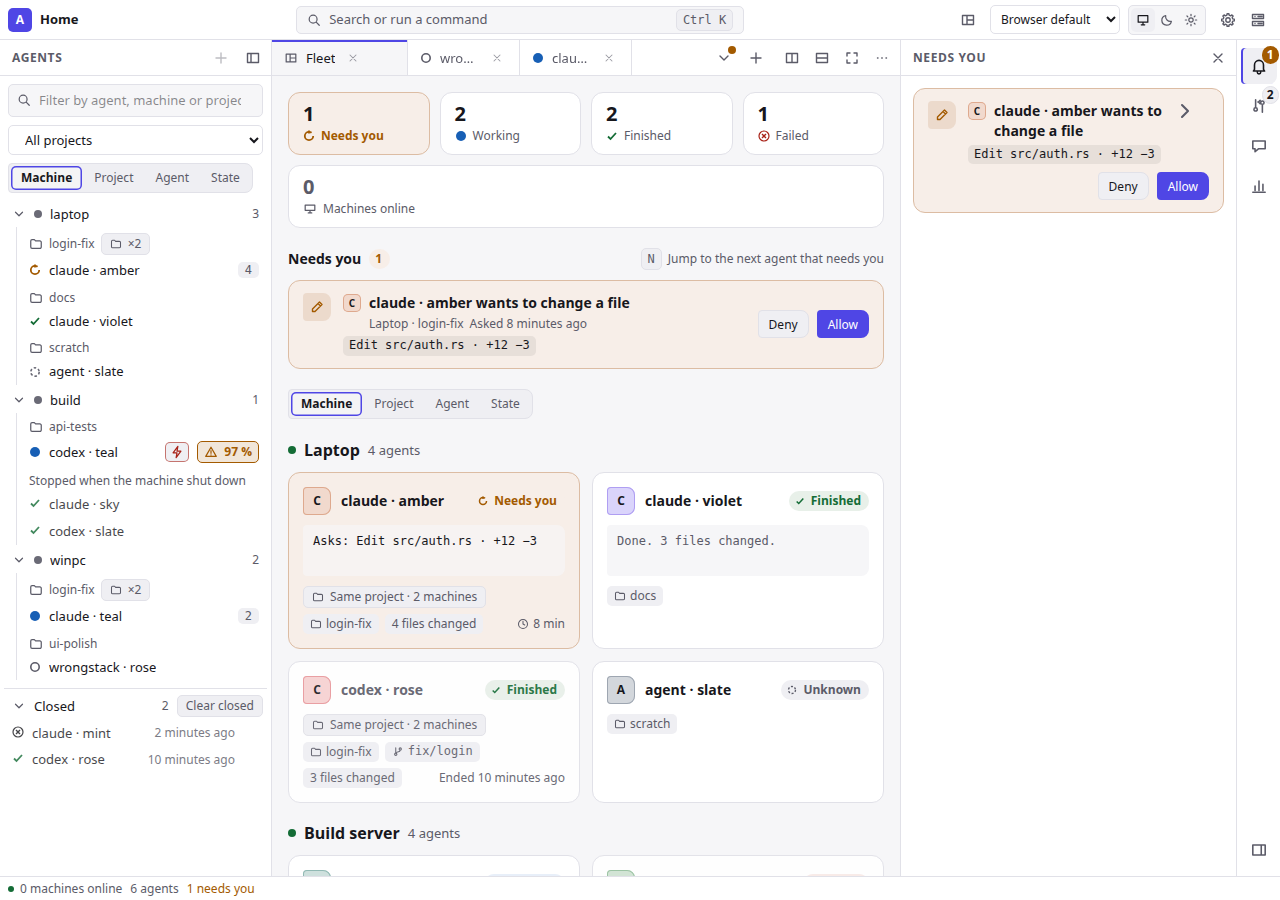 A Home
Search or run a command Ctrl K
Browser default
AGENTS
Filter by agent, machine or projec
All projects
Machine Project Agent State
laptop 3
login-fix ×2
claude · amber 4
docs
claude · violet
scratch
agent · slate
build 1
api-tests
codex · teal 97 %
Stopped when the machine shut down
claude · sky
codex · slate
winpc 2
login-fix ×2
claude · teal 2
ui-polish
wrongstack · rose
Closed 2 Clear closed
claude · mint 2 minutes ago
codex · rose 10 minutes ago
Fleet wro... clau...
1
Needs you
2
Working
2
Finished
1
Failed
0
Machines online
Needs you 1 N Jump to the next agent that needs you
C claude · amber wants to change a file
Laptop · login-fix Asked 8 minutes ago
Edit src/auth.rs · +12 −3
Deny Allow
Machine Project Agent State
Laptop 4 agents
C claude · amber Needs you
Asks: Edit src/auth.rs · +12 −3
Same project · 2 machines
login-fix 4 files changed 8 min
C claude · violet Finished
Done. 3 files changed.
docs
C codex · rose Finished
Same project · 2 machines
login-fix fix/login
3 files changed Ended 10 minutes ago
A agent · slate Unknown
scratch
Build server 4 agents
NEEDS YOU
C claude · amber wants to
change a file
Edit src/auth.rs · +12 −3
Deny Allow
1
2
0 machines online 6 agents 1 needs you